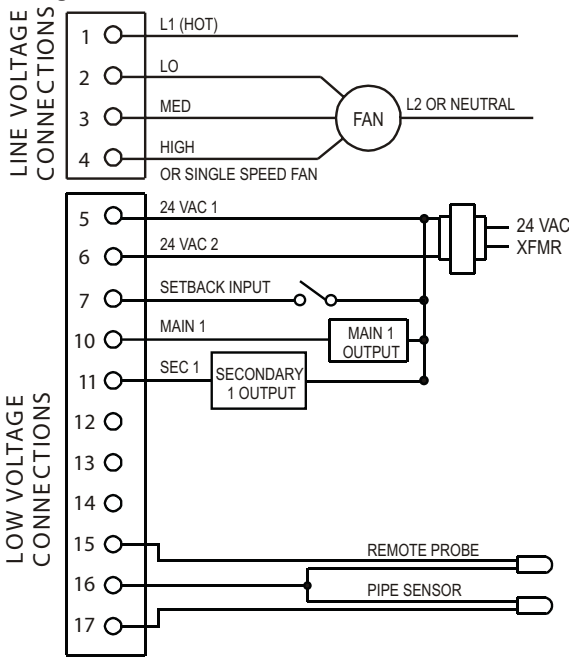 LINE VOLTAGE
CONNECTIONS
1
L1 (HOT)
2
LO
3
MED
FAN
L2 OR NEUTRAL
4
HIGH
OR SINGLE SPEED FAN
LOW VOLTAGE
CONNECTIONS
5
24 VAC 1
6
24 VAC 2
24 VAC
XFMR
7
SETBACK INPUT
10
MAIN 1
MAIN 1
OUTPUT
11
SEC 1
SECONDARY
1 OUTPUT
12
13
14
15
REMOTE PROBE
16
PIPE SENSOR
17